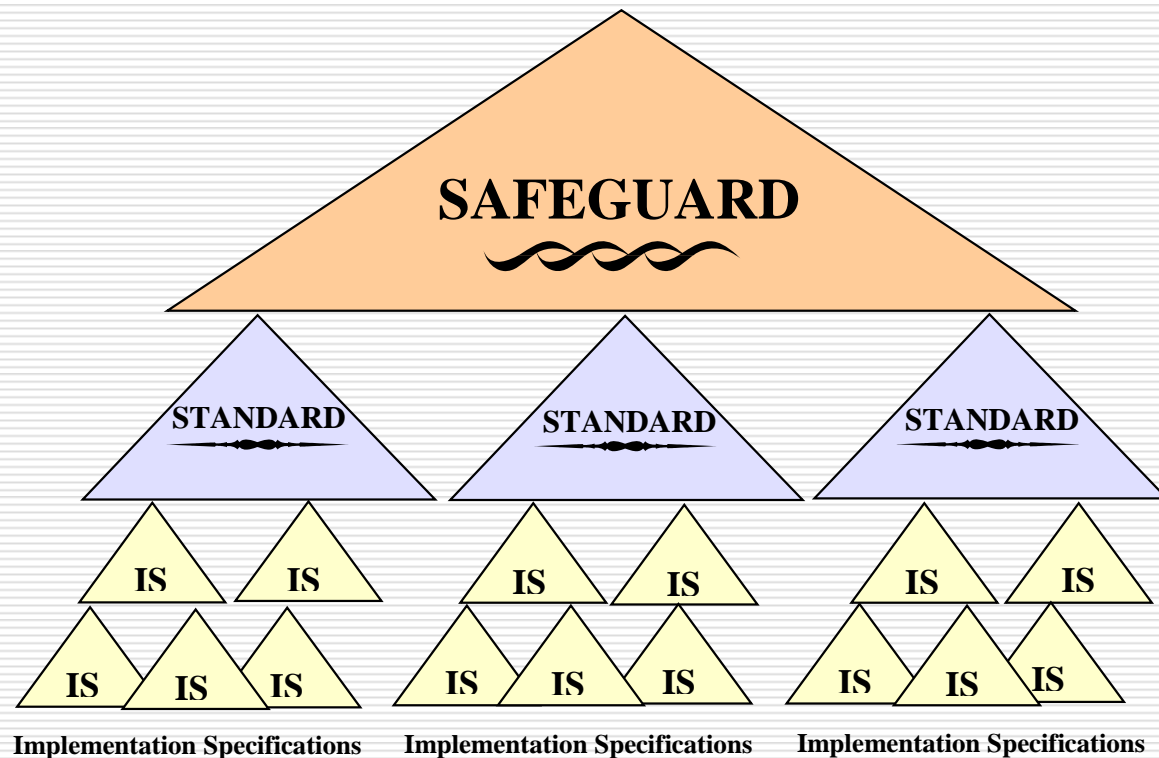 SAFEGUARD
STANDARD STANDARD STANDARD
IS IS IS IS IS IS
IS IS IS IS IS IS IS IS IS
Implementation Specifications Implementation Specifications Implementation Specifications